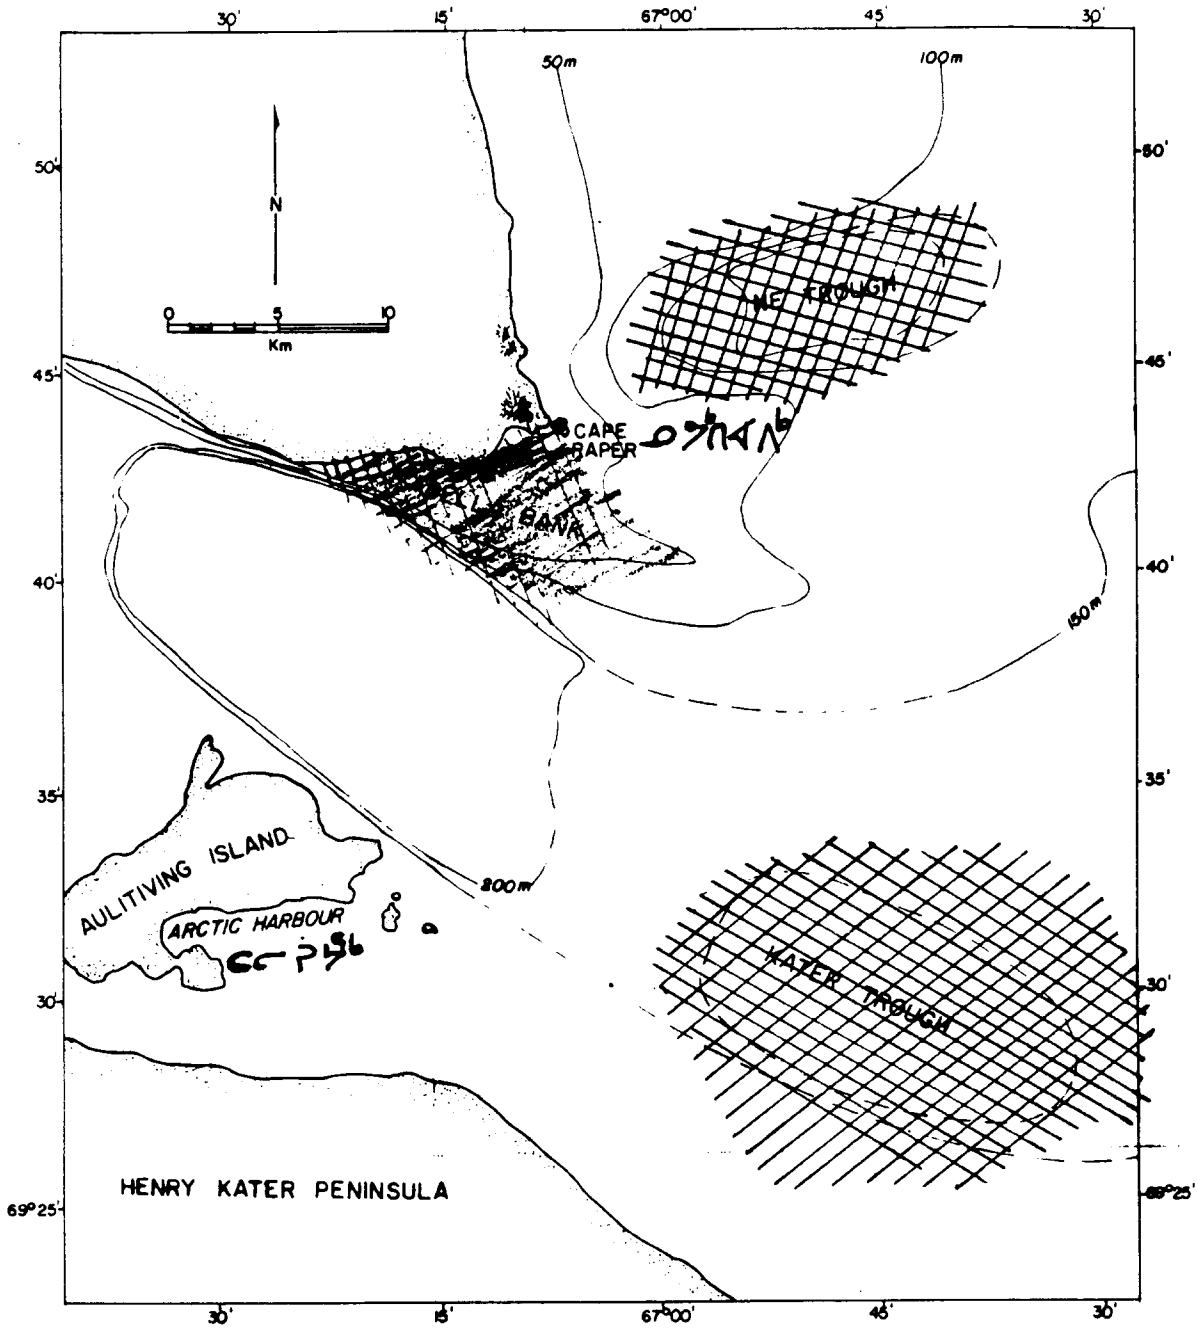 30' 15' 67°00' 45' 30'
50m 100m
50' 50'
N
0 5 10
Km
NE TROUGH
45' 45'
CAPE
RAPER
BANK
40' 40'
150m
35' 35'
AULITIVING ISLAND
200m
ARCTIC HARBOUR
KATER TROUGH
30' 30'
HENRY KATER PENINSULA
69°25' 69°25'
30' 15' 67°00' 45' 30'